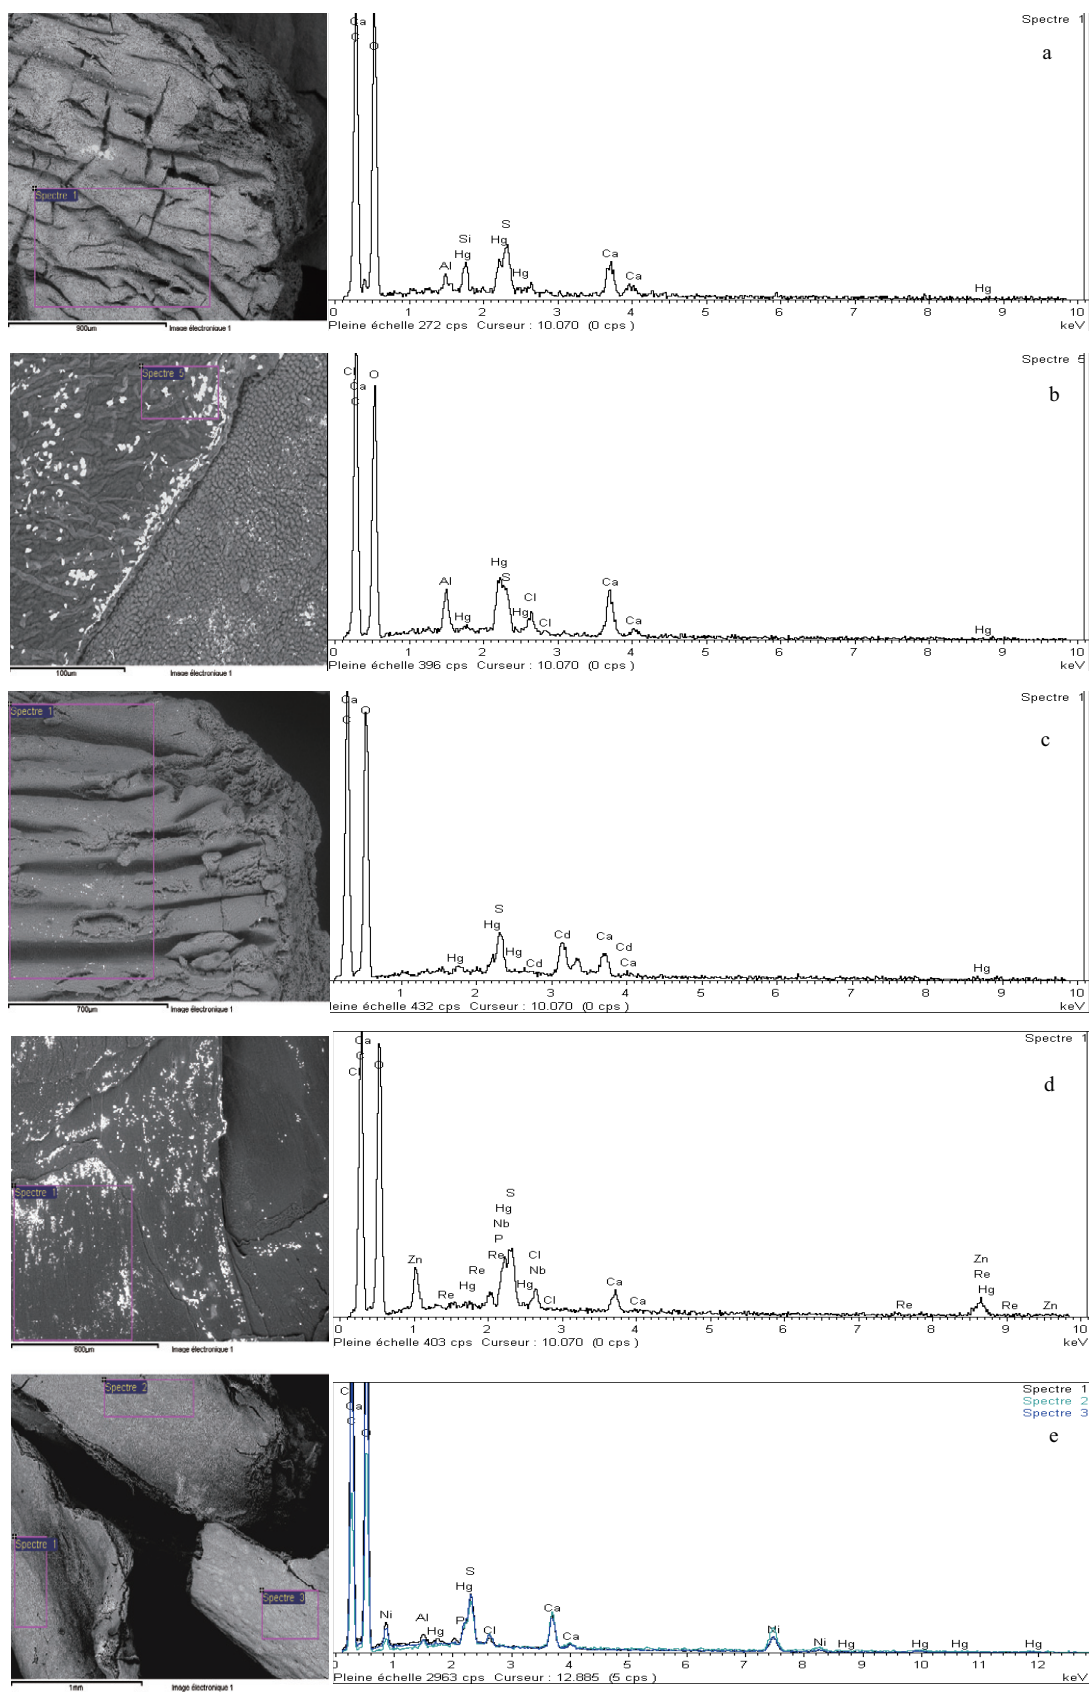 Spectre 1
a
Ca
C
O
S
Si
Hg
Hg
Al
Hg
Ca
Ca
Hg
Spectre 1
0 1 2 3 4 5 6 7 8 9 10
900µm Image électronique 1
Pleine échelle 272 cps Curseur : 10.070 (0 cps)
keV
Spectre 5
Spectre 5
b
Cl
O
Ca
C
Hg
S
Al
Hg
Cl
Hg
Cl
Ca
Ca
Hg
0 1 2 3 4 5 6 7 8 9 10
100µm Image électronique 1
Pleine échelle 396 cps Curseur : 10.070 (0 cps)
keV
Spectre 1
Spectre 1
c
Ca
O
C
S
Hg
Hg
Hg
Cd
Cd
Ca
Cd
Ca
Hg
1 2 3 4 5 6 7 8 9 10
700µm Image électronique 1
leine échelle 432 cps Curseur : 10.070 (0 cps)
keV
Spectre 1
d
Ca
C
Cl
O
S
Hg
Nb
P
Re
Zn
Re
Hg
Re
Cl
Nb
Hg
Cl
Ca
Ca
Zn
Re
Hg
Re
Re
Zn
Spectre 1
0 1 2 3 4 5 6 7 8 9 10
600µm Image électronique 1
Pleine échelle 403 cps Curseur : 10.070 (0 cps)
keV
Spectre 2
Spectre 1
Spectre 2
Spectre 3
e
C
Ca
C
O
S
Hg
Ni
Al
Hg
P
Cl
Ca
Ca
Ni
Ni
Hg
Hg
Hg
Hg
Spectre 1
Spectre 3
0 1 2 3 4 5 6 7 8 9 10 11 12
1mm Image électronique 1
Pleine échelle 2963 cps Curseur : 12.885 (5 cps)
keV